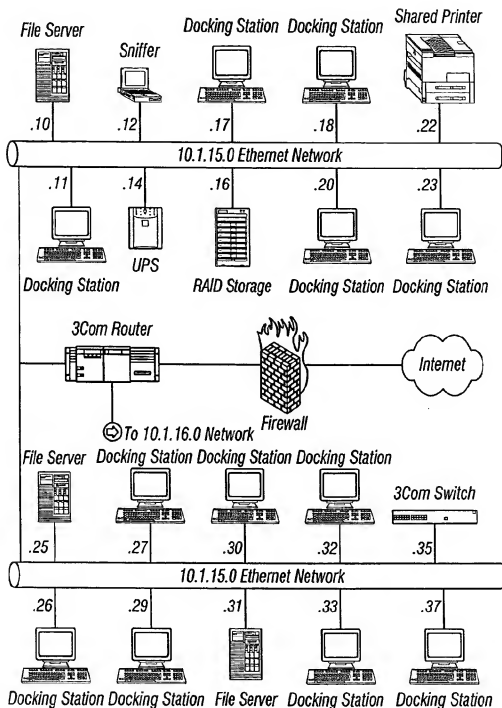 File Server
Sniffer
Docking Station
Docking Station
Shared Printer
.10
.12
.17
.18
.22
10.1.15.0 Ethernet Network
.11
.14
.16
.20
.23
Docking Station
UPS
RAID Storage
Docking Station
Docking Station
3Com Router
Firewall
Internet
To 10.1.16.0 Network
File Server
Docking Station
Docking Station
Docking Station
3Com Switch
.25
.27
.30
.32
.35
10.1.15.0 Ethernet Network
.26
.29
.31
.33
.37
Docking Station
Docking Station
File Server
Docking Station
Docking Station